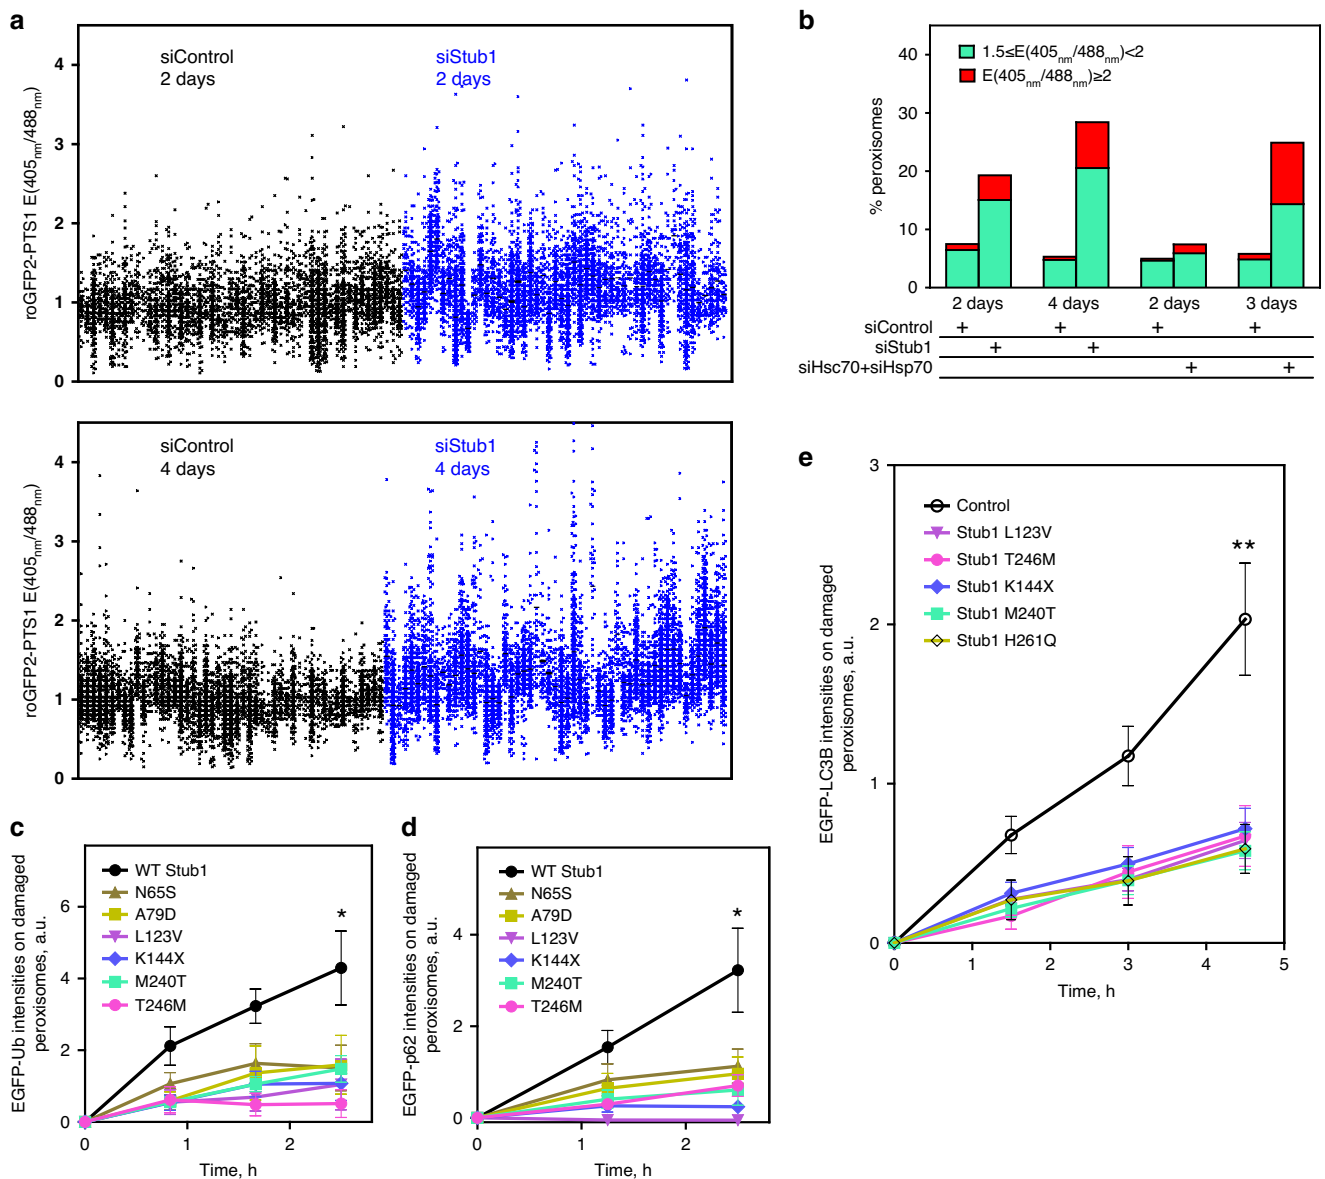 a
siControl
2 days
siStub1
2 days
roGFP2-PTS1 E(405nm/488nm)
4
3
2
1
0
siControl
4 days
siStub1
4 days
roGFP2-PTS1 E(405nm/488nm)
4
3
2
1
0
b
1.5≤E(405nm/488nm)<2
E(405nm/488nm)≥2
% peroxisomes
40
30
20
10
0
2 days 4 days 2 days 3 days
siControl + + + +
siStub1 + +
siHsc70+siHsp70 + +
c
EGFP-Ub intensities on damaged
peroxisomes, a.u.
WT Stub1
N65S
A79D
L123V
K144X
M240T
T246M
*
6
4
2
0
0 1 2
Time, h
d
EGFP-p62 intensities on damaged
peroxisomes, a.u.
WT Stub1
N65S
A79D
L123V
K144X
M240T
T246M
*
4
2
0
0 1 2
Time, h
e
EGFP-LC3B intensities on damaged
peroxisomes, a.u.
Control
Stub1 L123V
Stub1 T246M
Stub1 K144X
Stub1 M240T
Stub1 H261Q
**
3
2
1
0
0 1 2 3 4 5
Time, h